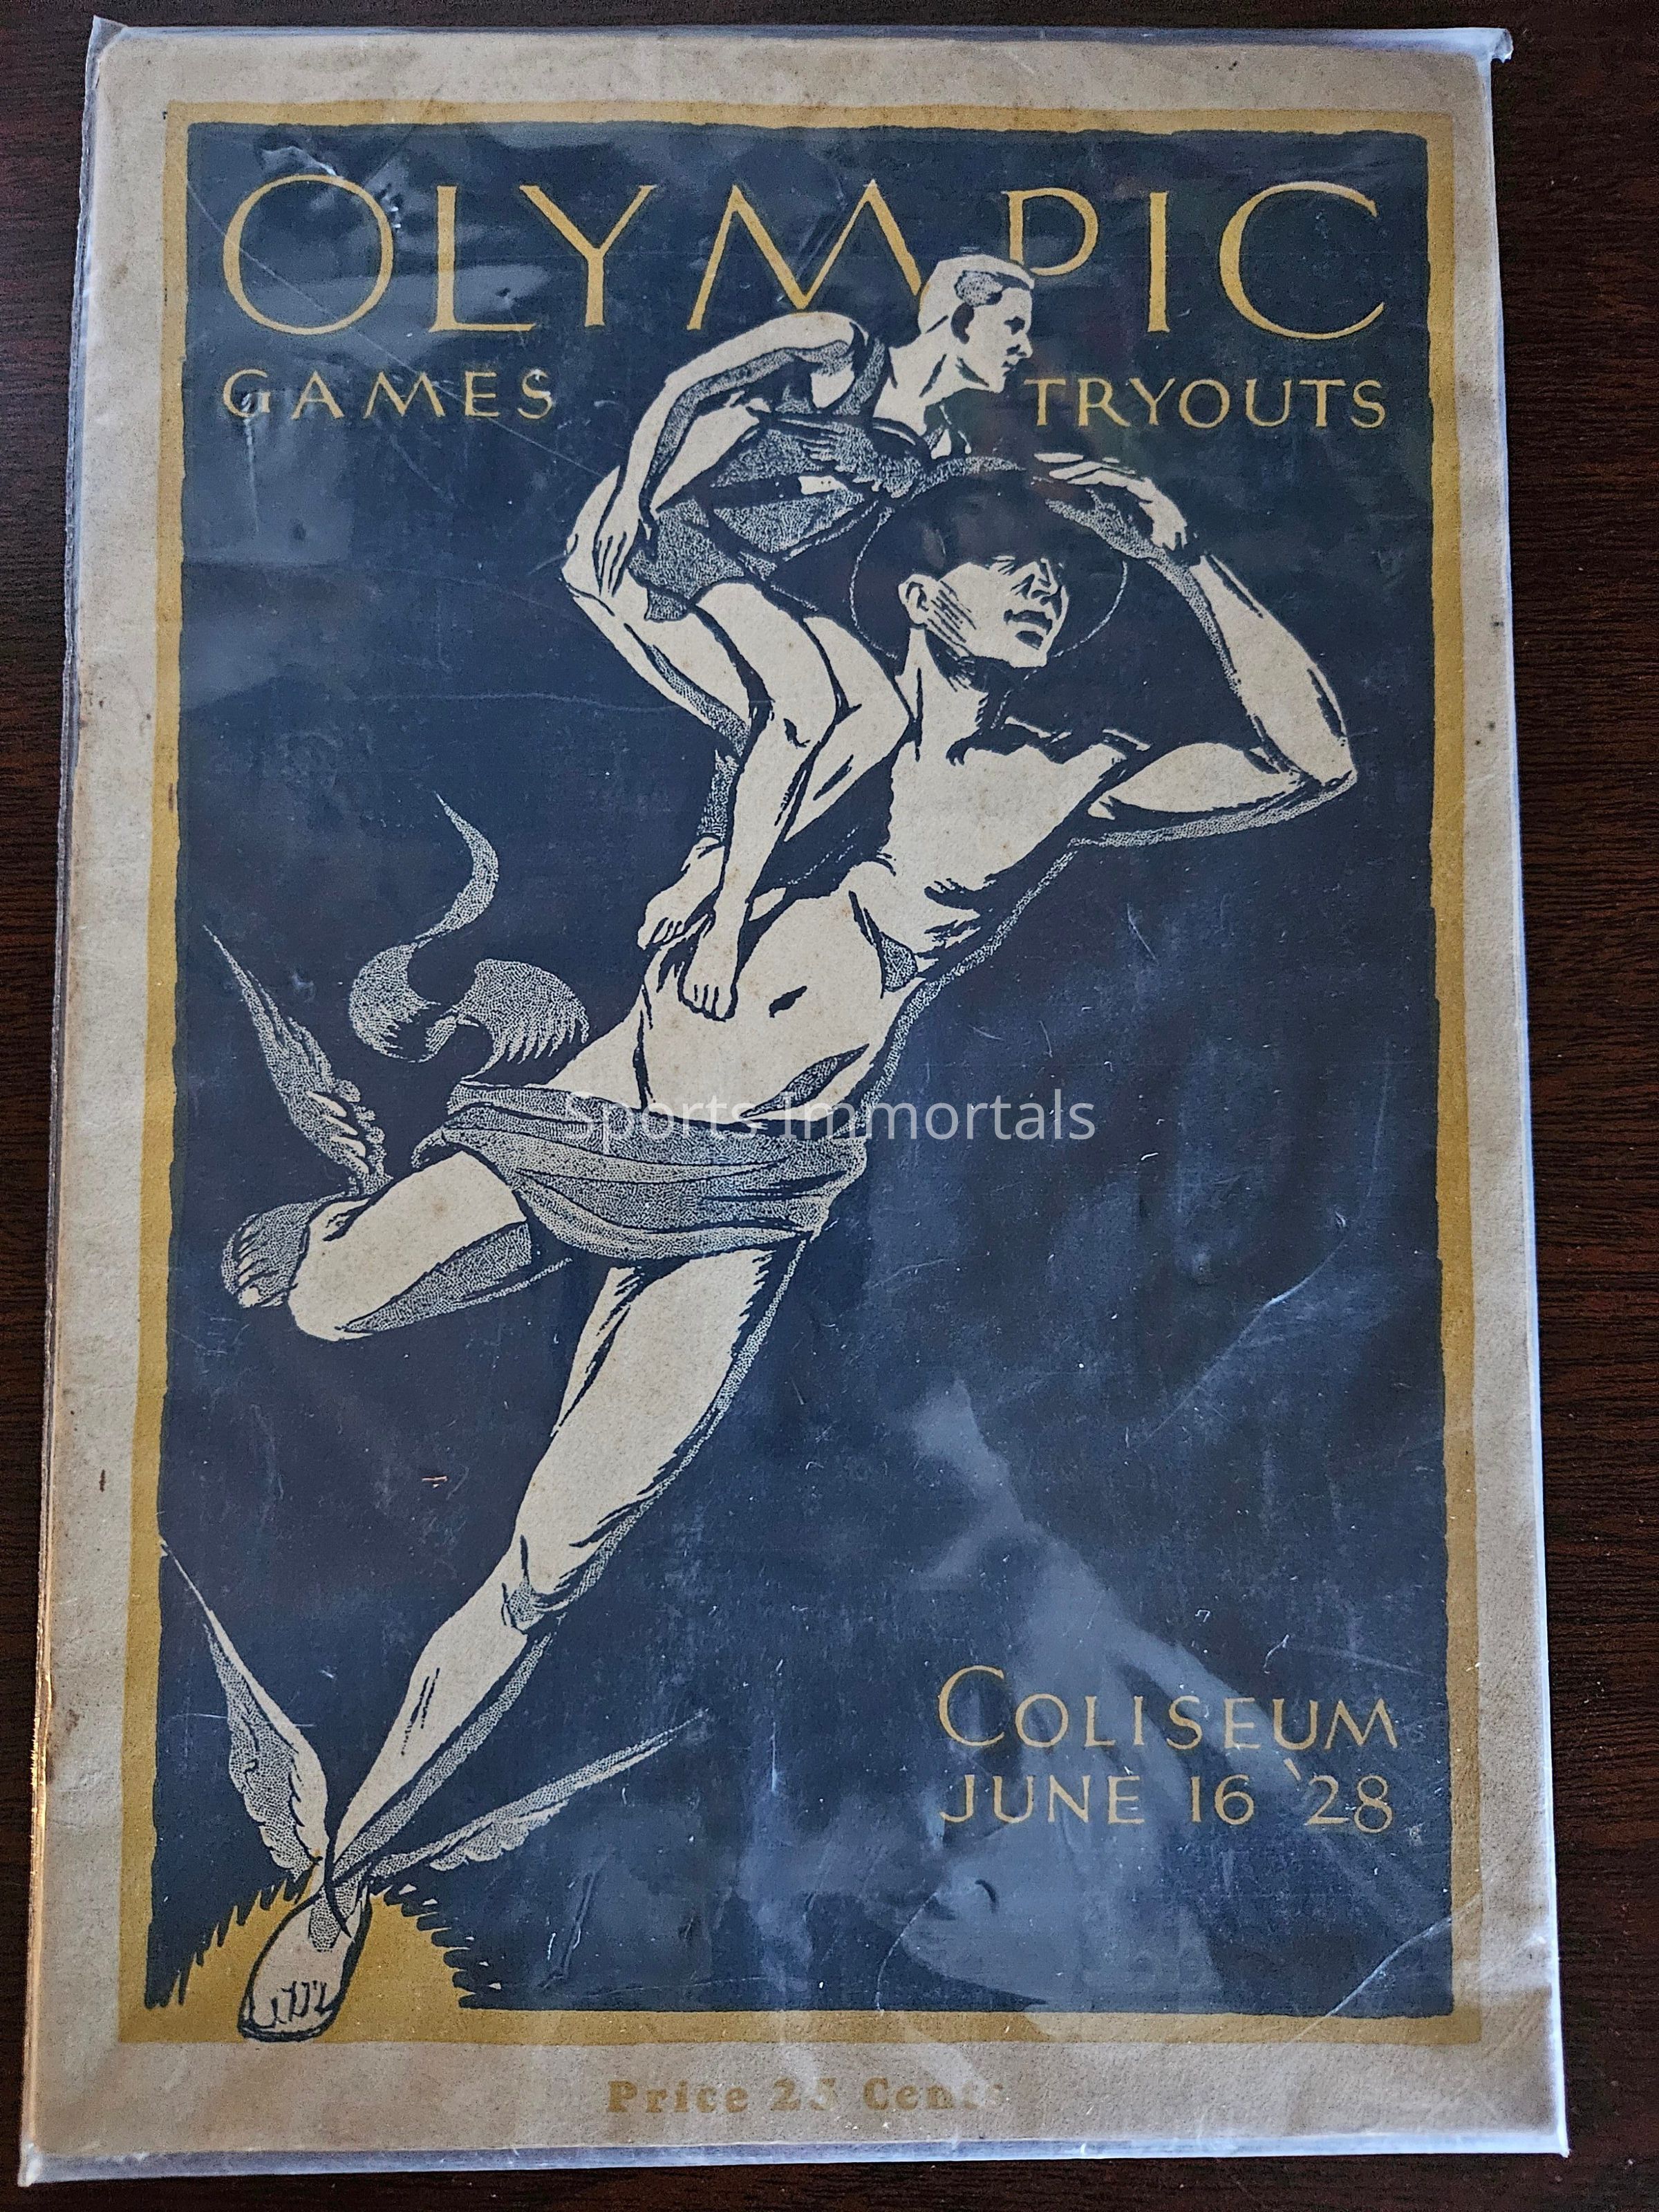 OLYMPIC
GAMES TRYOUTS
Sports Immortals
COLISEUM
JUNE 16 '28
Price 25 Cents